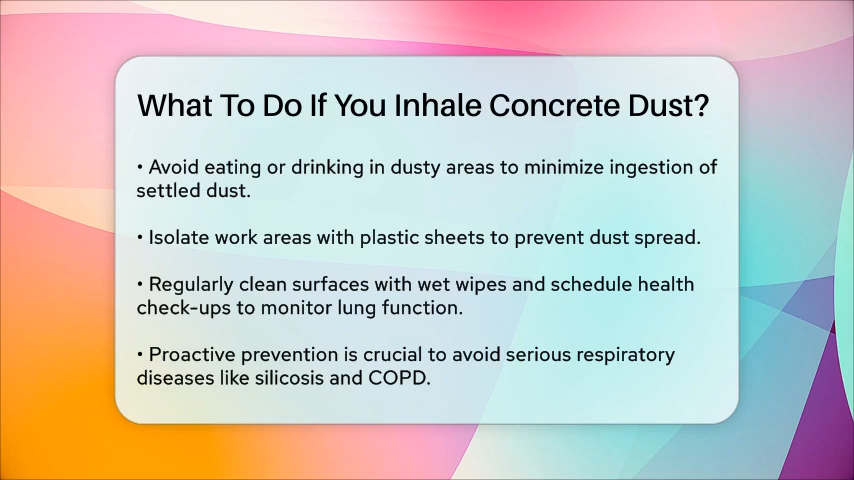 What To Do If You Inhale Concrete Dust?
• Avoid eating or drinking in dusty areas to minimize ingestion of
settled dust.
• Isolate work areas with plastic sheets to prevent dust spread.
• Regularly clean surfaces with wet wipes and schedule health
check-ups to monitor lung function.
• Proactive prevention is crucial to avoid serious respiratory
diseases like silicosis and COPD.